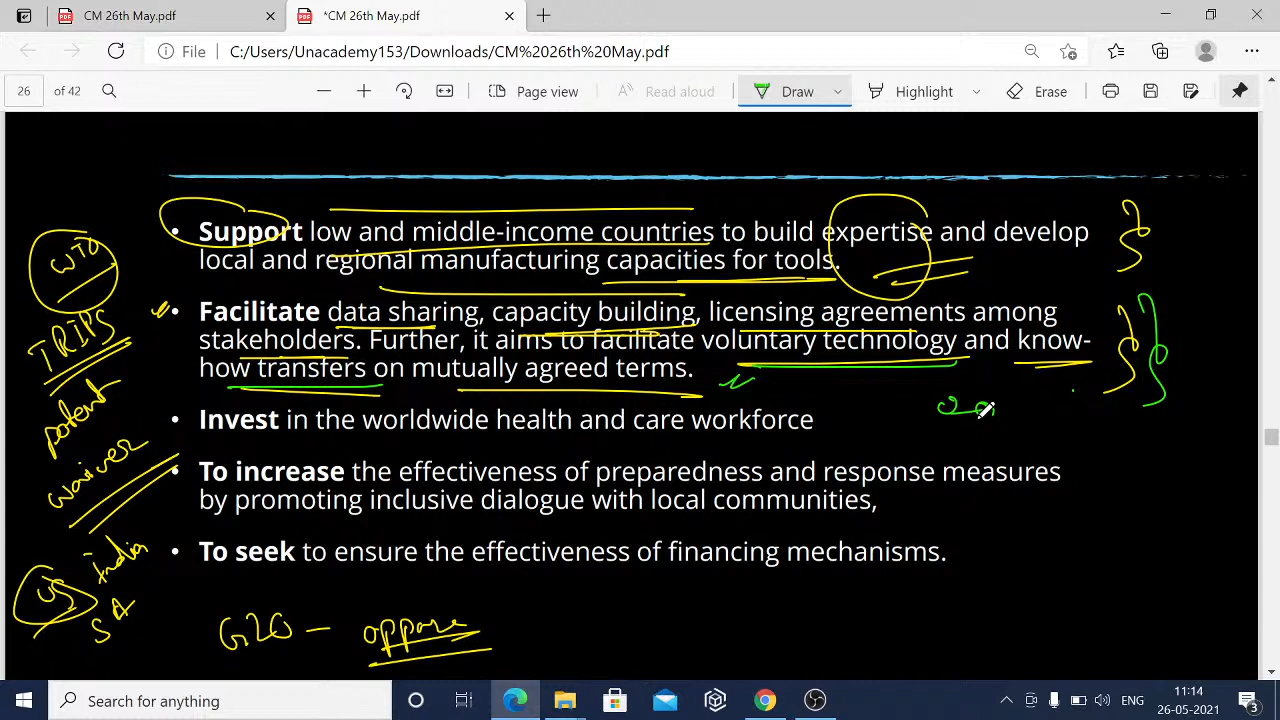 CM 26th May.pdf
*CM 26th May.pdf
File
C:/Users/Unacademy153/Downloads/CM%2026th%20May.pdf
26 of 42
Page view
Read aloud
Draw
Highlight
Erase
• Support low and middle-income countries to build expertise and develop
local and regional manufacturing capacities for tools.
• Facilitate data sharing, capacity building, licensing agreements among
stakeholders. Further, it aims to facilitate voluntary technology and know-
how transfers on mutually agreed terms.
• Invest in the worldwide health and care workforce
• To increase the effectiveness of preparedness and response measures
by promoting inclusive dialogue with local communities,
• To seek to ensure the effectiveness of financing mechanisms.
WTO
TRIPS
patent
waiver
india
US
SA
G20 - oppose
Type here to search
ENG
11:14
26-05-2021
3